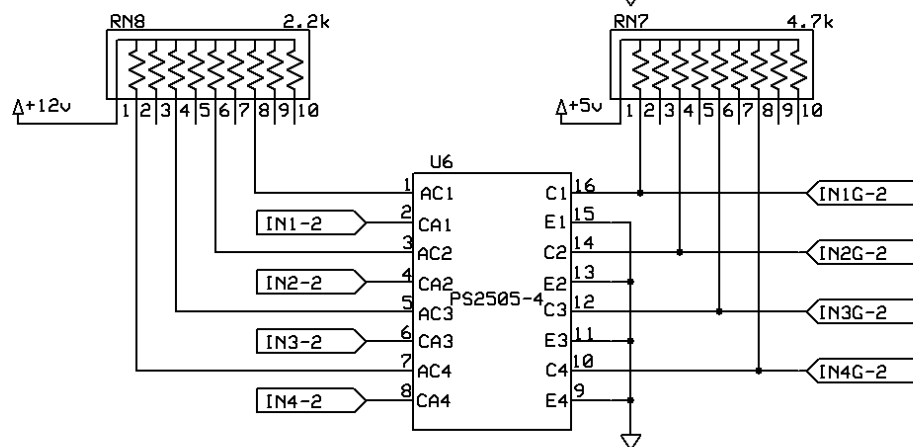 RN8 2.2k
RN7 4.7k
+12v 1 2 3 4 5 6 7 8 9 10
+5v 1 2 3 4 5 6 7 8 9 10
U6
1 AC1 C1 16 IN1G-2
IN1-2 2 CA1 E1 15
3 AC2 C2 14 IN2G-2
IN2-2 4 CA2 E2 13
PS2505-4
5 AC3 C3 12 IN3G-2
IN3-2 6 CA3 E3 11
7 AC4 C4 10 IN4G-2
IN4-2 8 CA4 E4 9